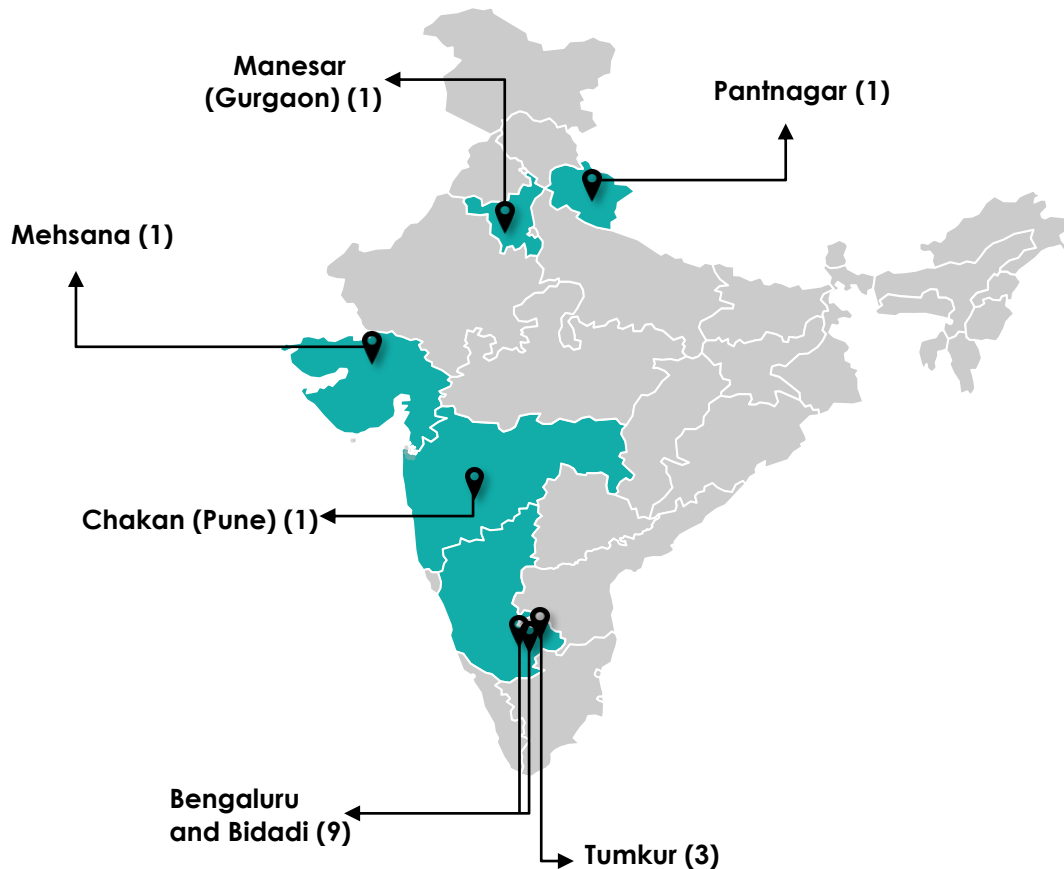 Manesar
(Gurgaon) (1)
Pantnagar (1)
Mehsana (1)
Chakan (Pune) (1)
Bengaluru
and Bidadi (9)
Tumkur (3)